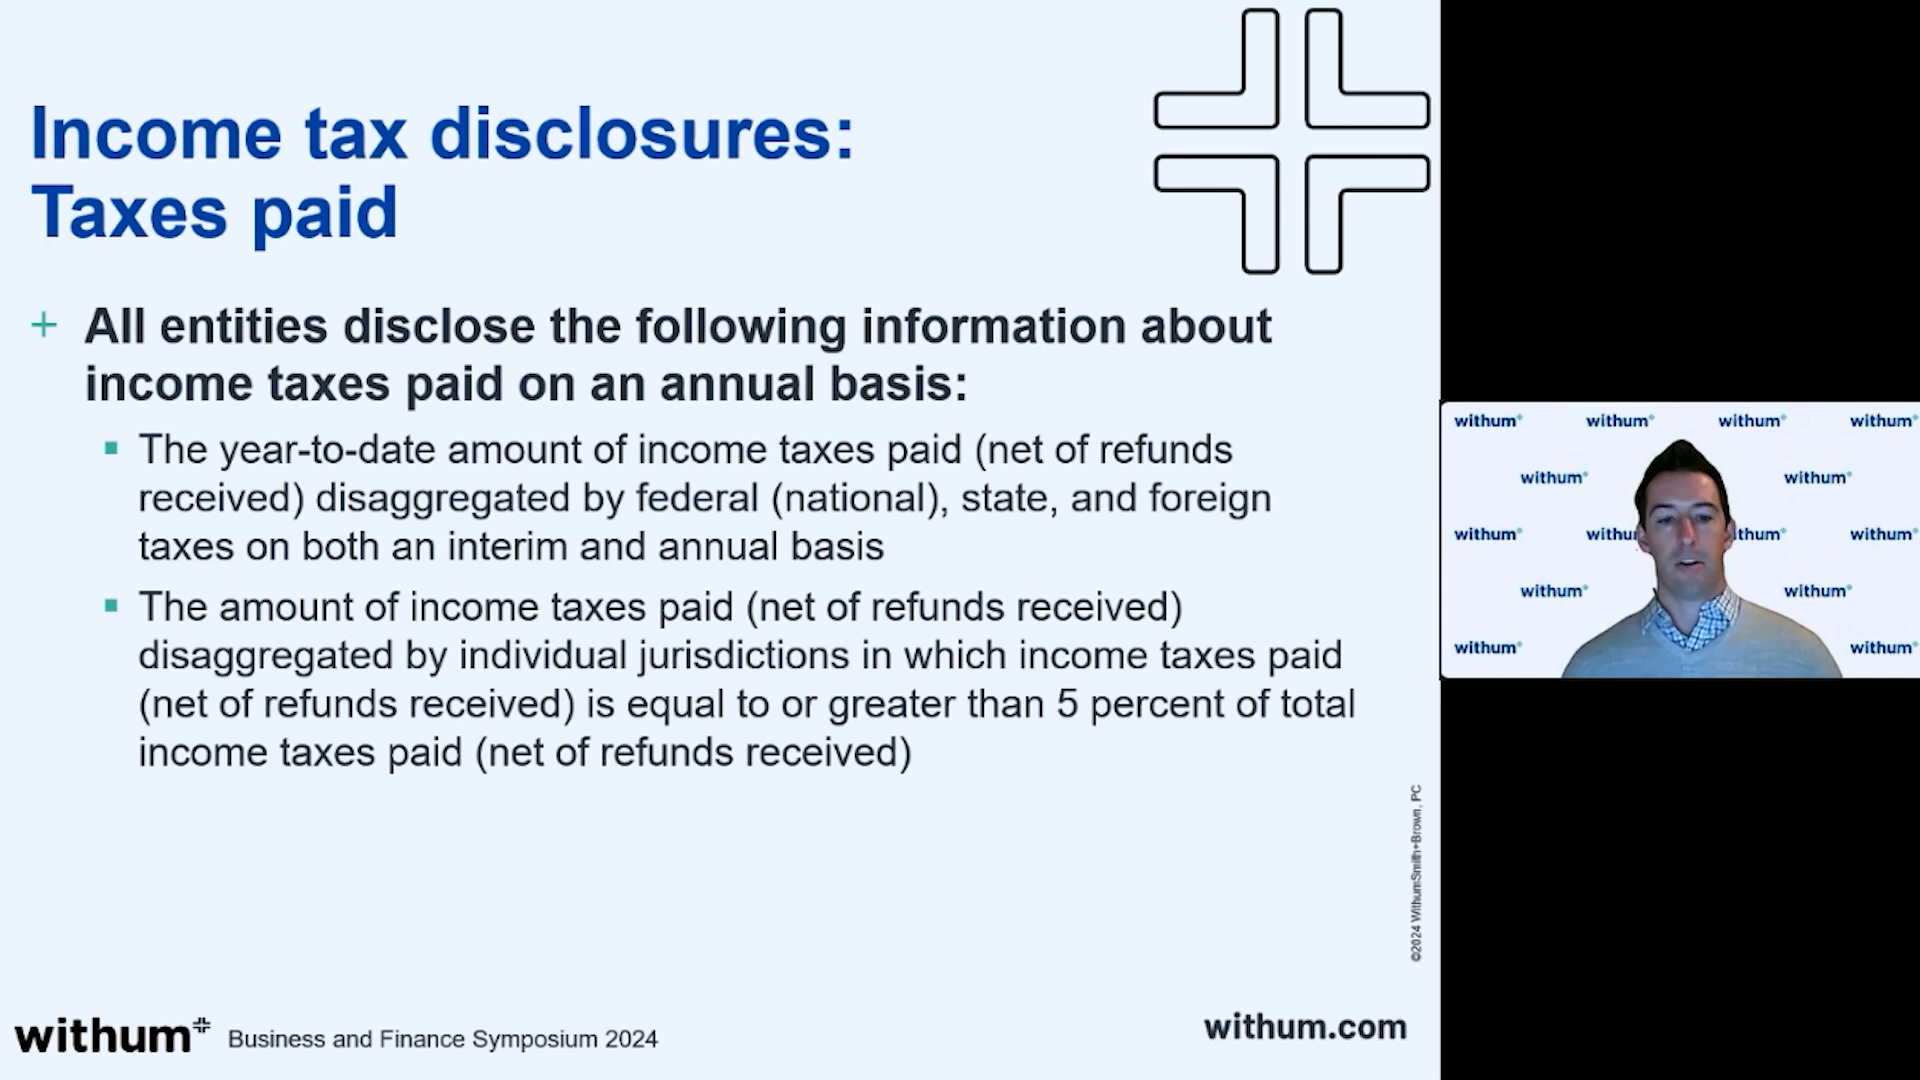 Income tax disclosures:
Taxes paid
+ All entities disclose the following information about
income taxes paid on an annual basis:
▪ The year-to-date amount of income taxes paid (net of refunds
received) disaggregated by federal (national), state, and foreign
taxes on both an interim and annual basis
▪ The amount of income taxes paid (net of refunds received)
disaggregated by individual jurisdictions in which income taxes paid
(net of refunds received) is equal to or greater than 5 percent of total
income taxes paid (net of refunds received)
©2024 WithumSmith+Brown, PC
withum+ Business and Finance Symposium 2024
withum.com
withum+ withum+ withum+ withum+
withum+ withum+
withum+ withu thum+ withum+
withum+ withum+
withum+ withum+